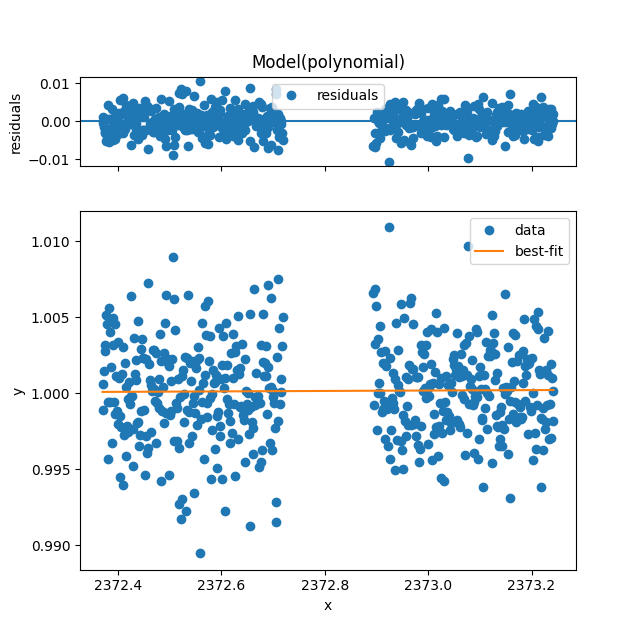 Model(polynomial)
0.01
0.00
−0.01
residuals
residuals
1.010
1.005
1.000
0.995
0.990
y
data
best-fit
2372.4
2372.6
2372.8
2373.0
2373.2
x